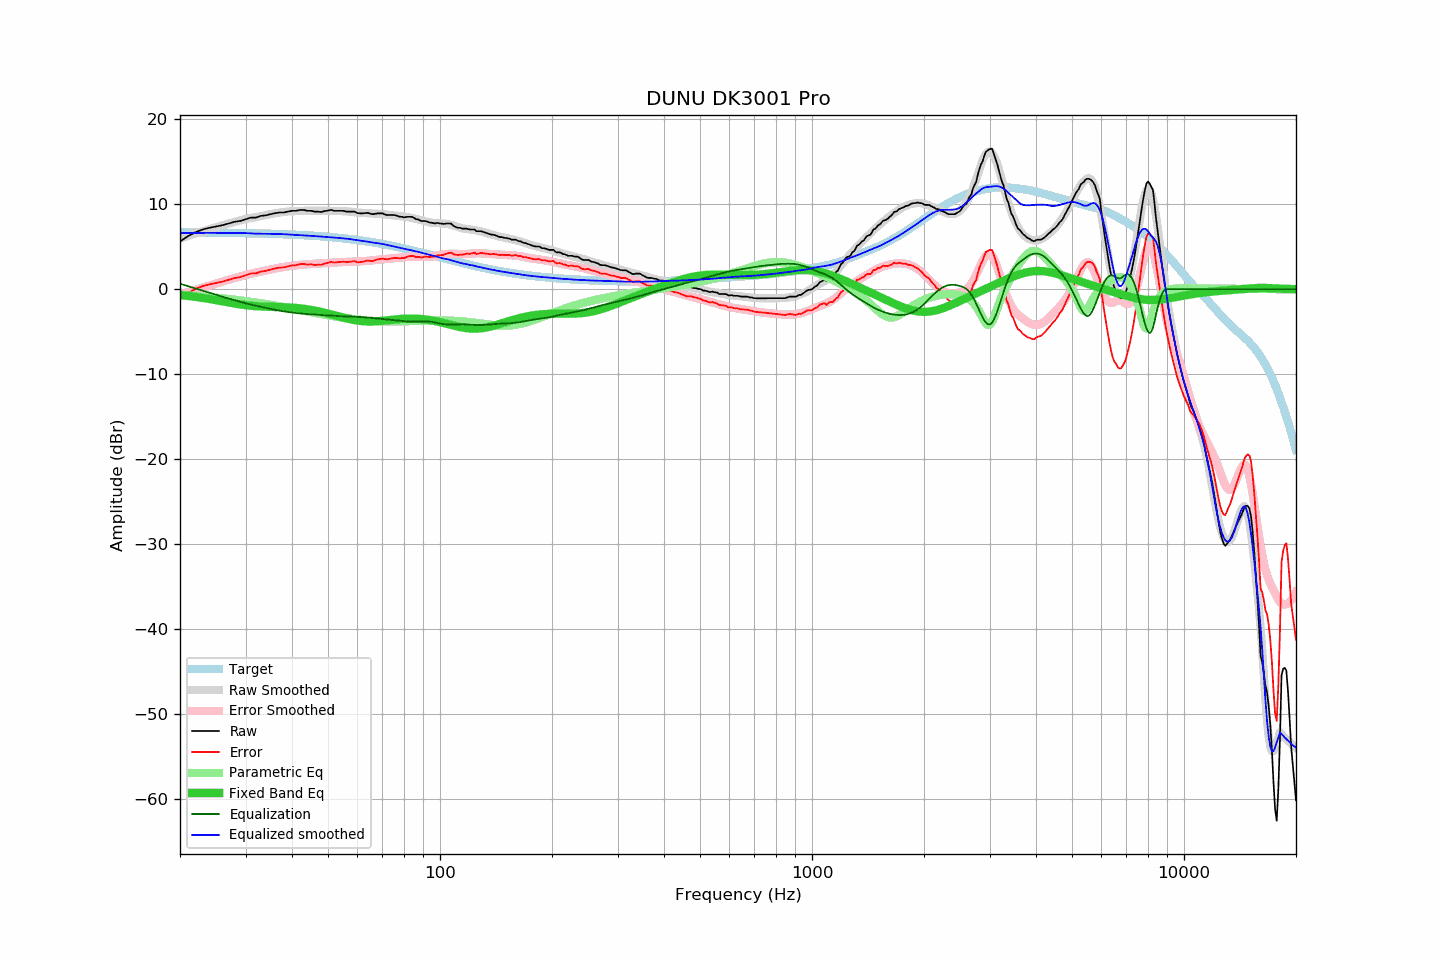 DUNU DK3001 Pro
20
10
0
−10
−20
−30
−40
−50
−60
Amplitude (dBr)
Target
Raw Smoothed
Error Smoothed
Raw
Error
Parametric Eq
Fixed Band Eq
Equalization
Equalized smoothed
100 1000 10000
Frequency (Hz)